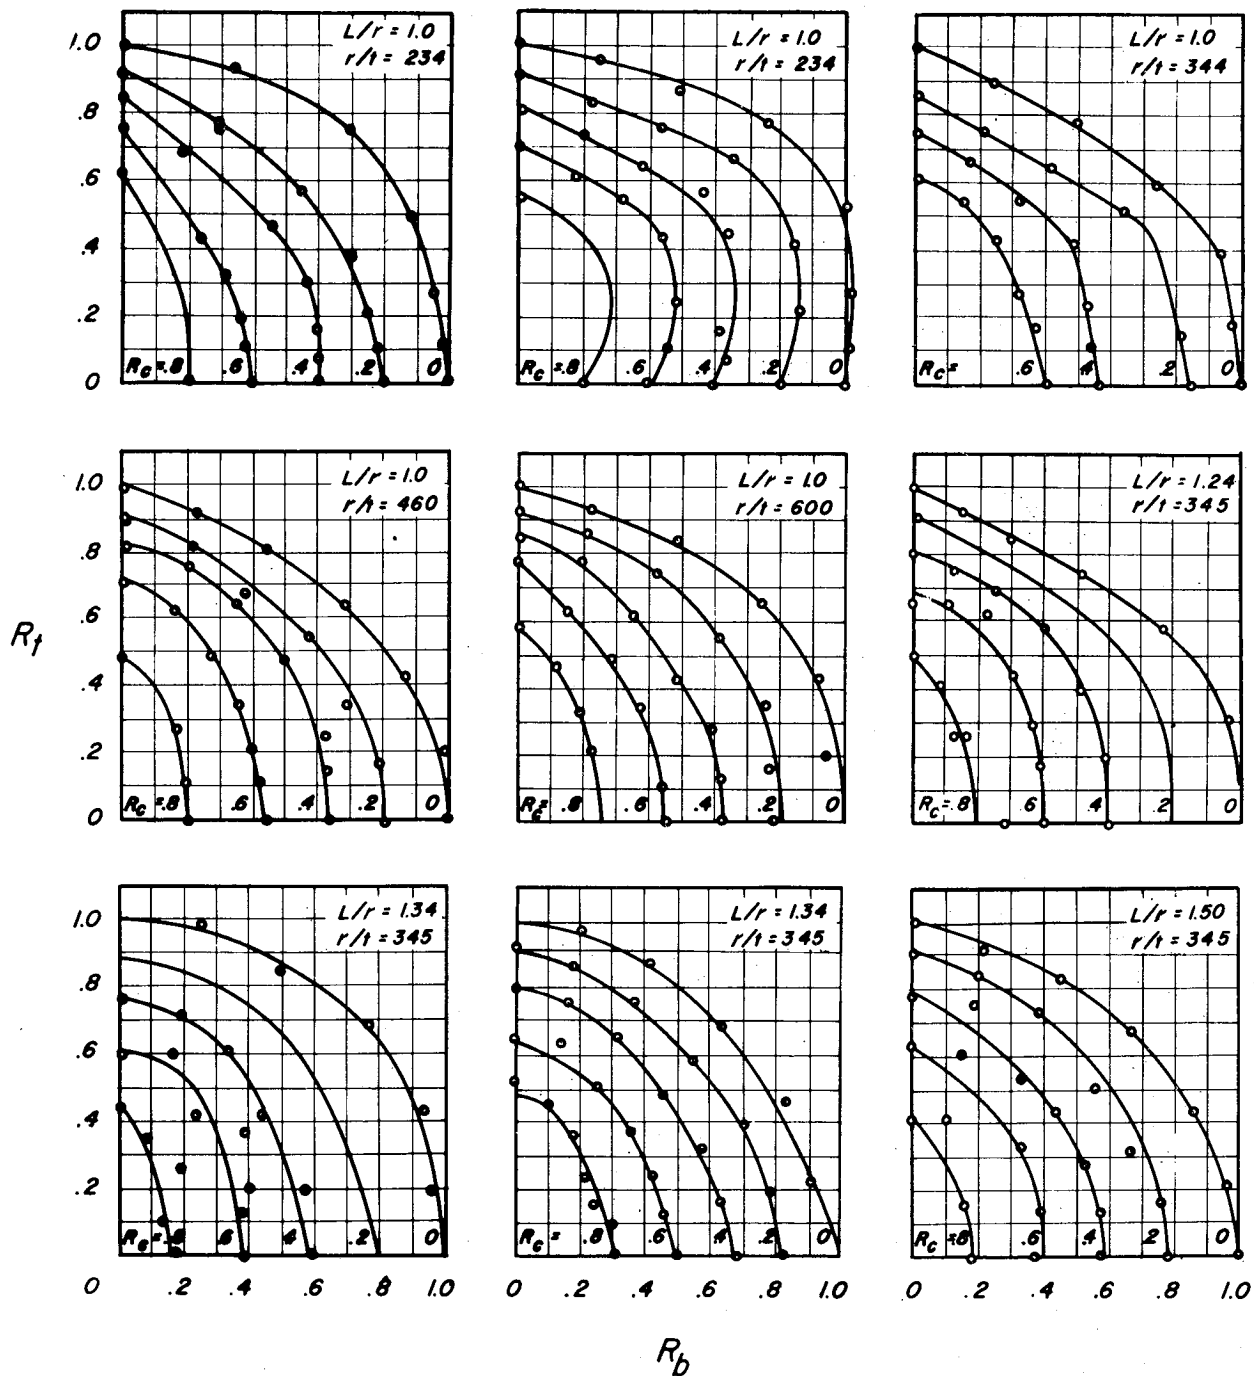 L/r = 1.0
r/t = 234
L/r = 1.0
r/t = 234
L/r = 1.0
r/t = 344
1.0
.8
.6
.4
.2
0
Rc = .8 .6 .4 .2 0
Rc = .8 .6 .4 .2 0
Rc = .6 .4 .2 0
L/r = 1.0
r/t = 460
L/r = 1.0
r/t = 600
L/r = 1.24
r/t = 345
1.0
.8
.6
.4
.2
0
Rt
Rc = .8 .6 .4 .2 0
Rc = .8 .6 .4 .2 0
Rc = .8 .6 .4 .2 0
L/r = 1.34
r/t = 345
L/r = 1.34
r/t = 345
L/r = 1.50
r/t = 345
1.0
.8
.6
.4
.2
Rc = .8 .6 .4 .2 0
Rc = .8 .6 .4 .2 0
Rc = .8 .6 .4 .2 0
0 .2 .4 .6 .8 1.0
0 .2 .4 .6 .8 1.0
0 .2 .4 .6 .8 1.0
Rb